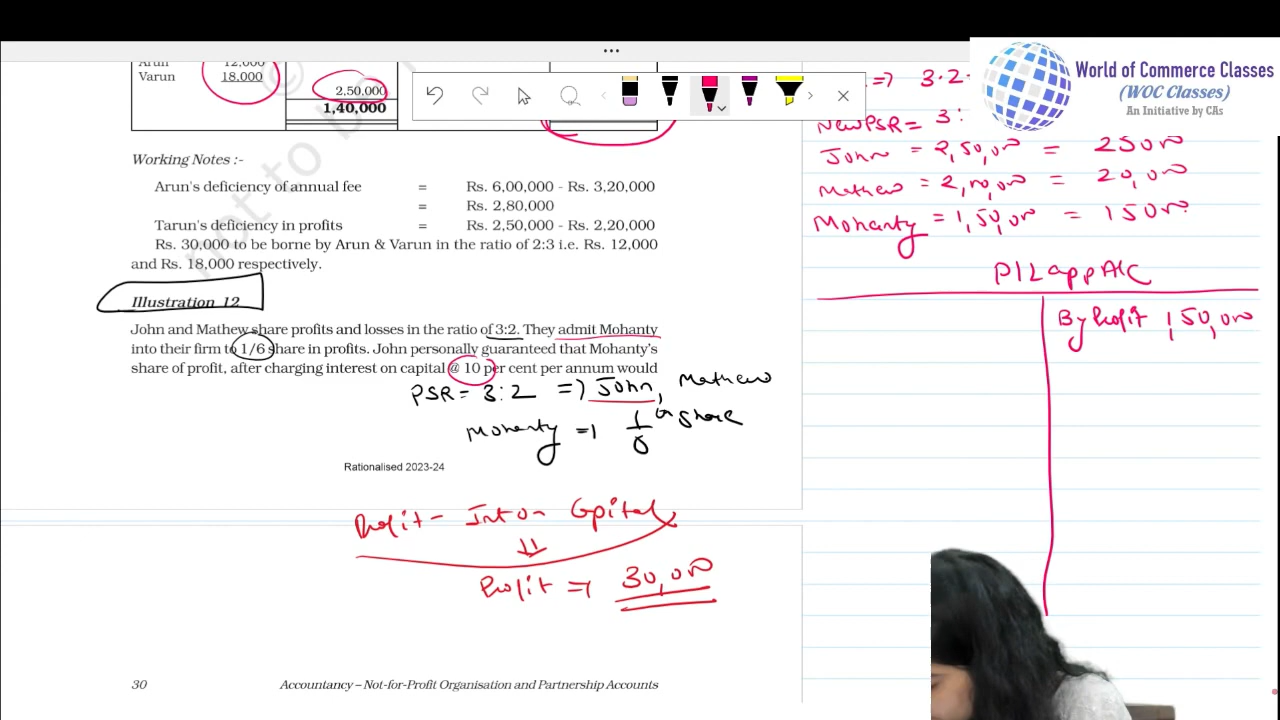 Varun 18,000
2,50,000
1,40,000
Working Notes :-
Arun's deficiency of annual fee = Rs. 6,00,000 - Rs. 3,20,000
= Rs. 2,80,000
Tarun's deficiency in profits = Rs. 2,50,000 - Rs. 2,20,000
Rs. 30,000 to be borne by Arun & Varun in the ratio of 2:3 i.e. Rs. 12,000
and Rs. 18,000 respectively.
Illustration 12
John and Mathew share profits and losses in the ratio of 3:2. They admit Mohanty
into their firm to 1/6 share in profits. John personally guaranteed that Mohanty's
share of profit, after charging interest on capital @ 10 per cent per annum would
PSR = 3:2 => John, Mathew
Mohanty => 1/6 share
Rationalised 2023-24
Profit - Int on Capital
Profit => 30,000
30 Accountancy – Not-for-Profit Organisation and Partnership Accounts
World of Commerce Classes
(WOC Classes)
An Initiative by CAs
=> 3:2
New PSR = 3:
John = 2,50,000 = 25000
Mathew = 2,00,000 = 20,000
Mohanty = 1,50,000 = 15000
P/L app A/C
By Profit 1,50,000